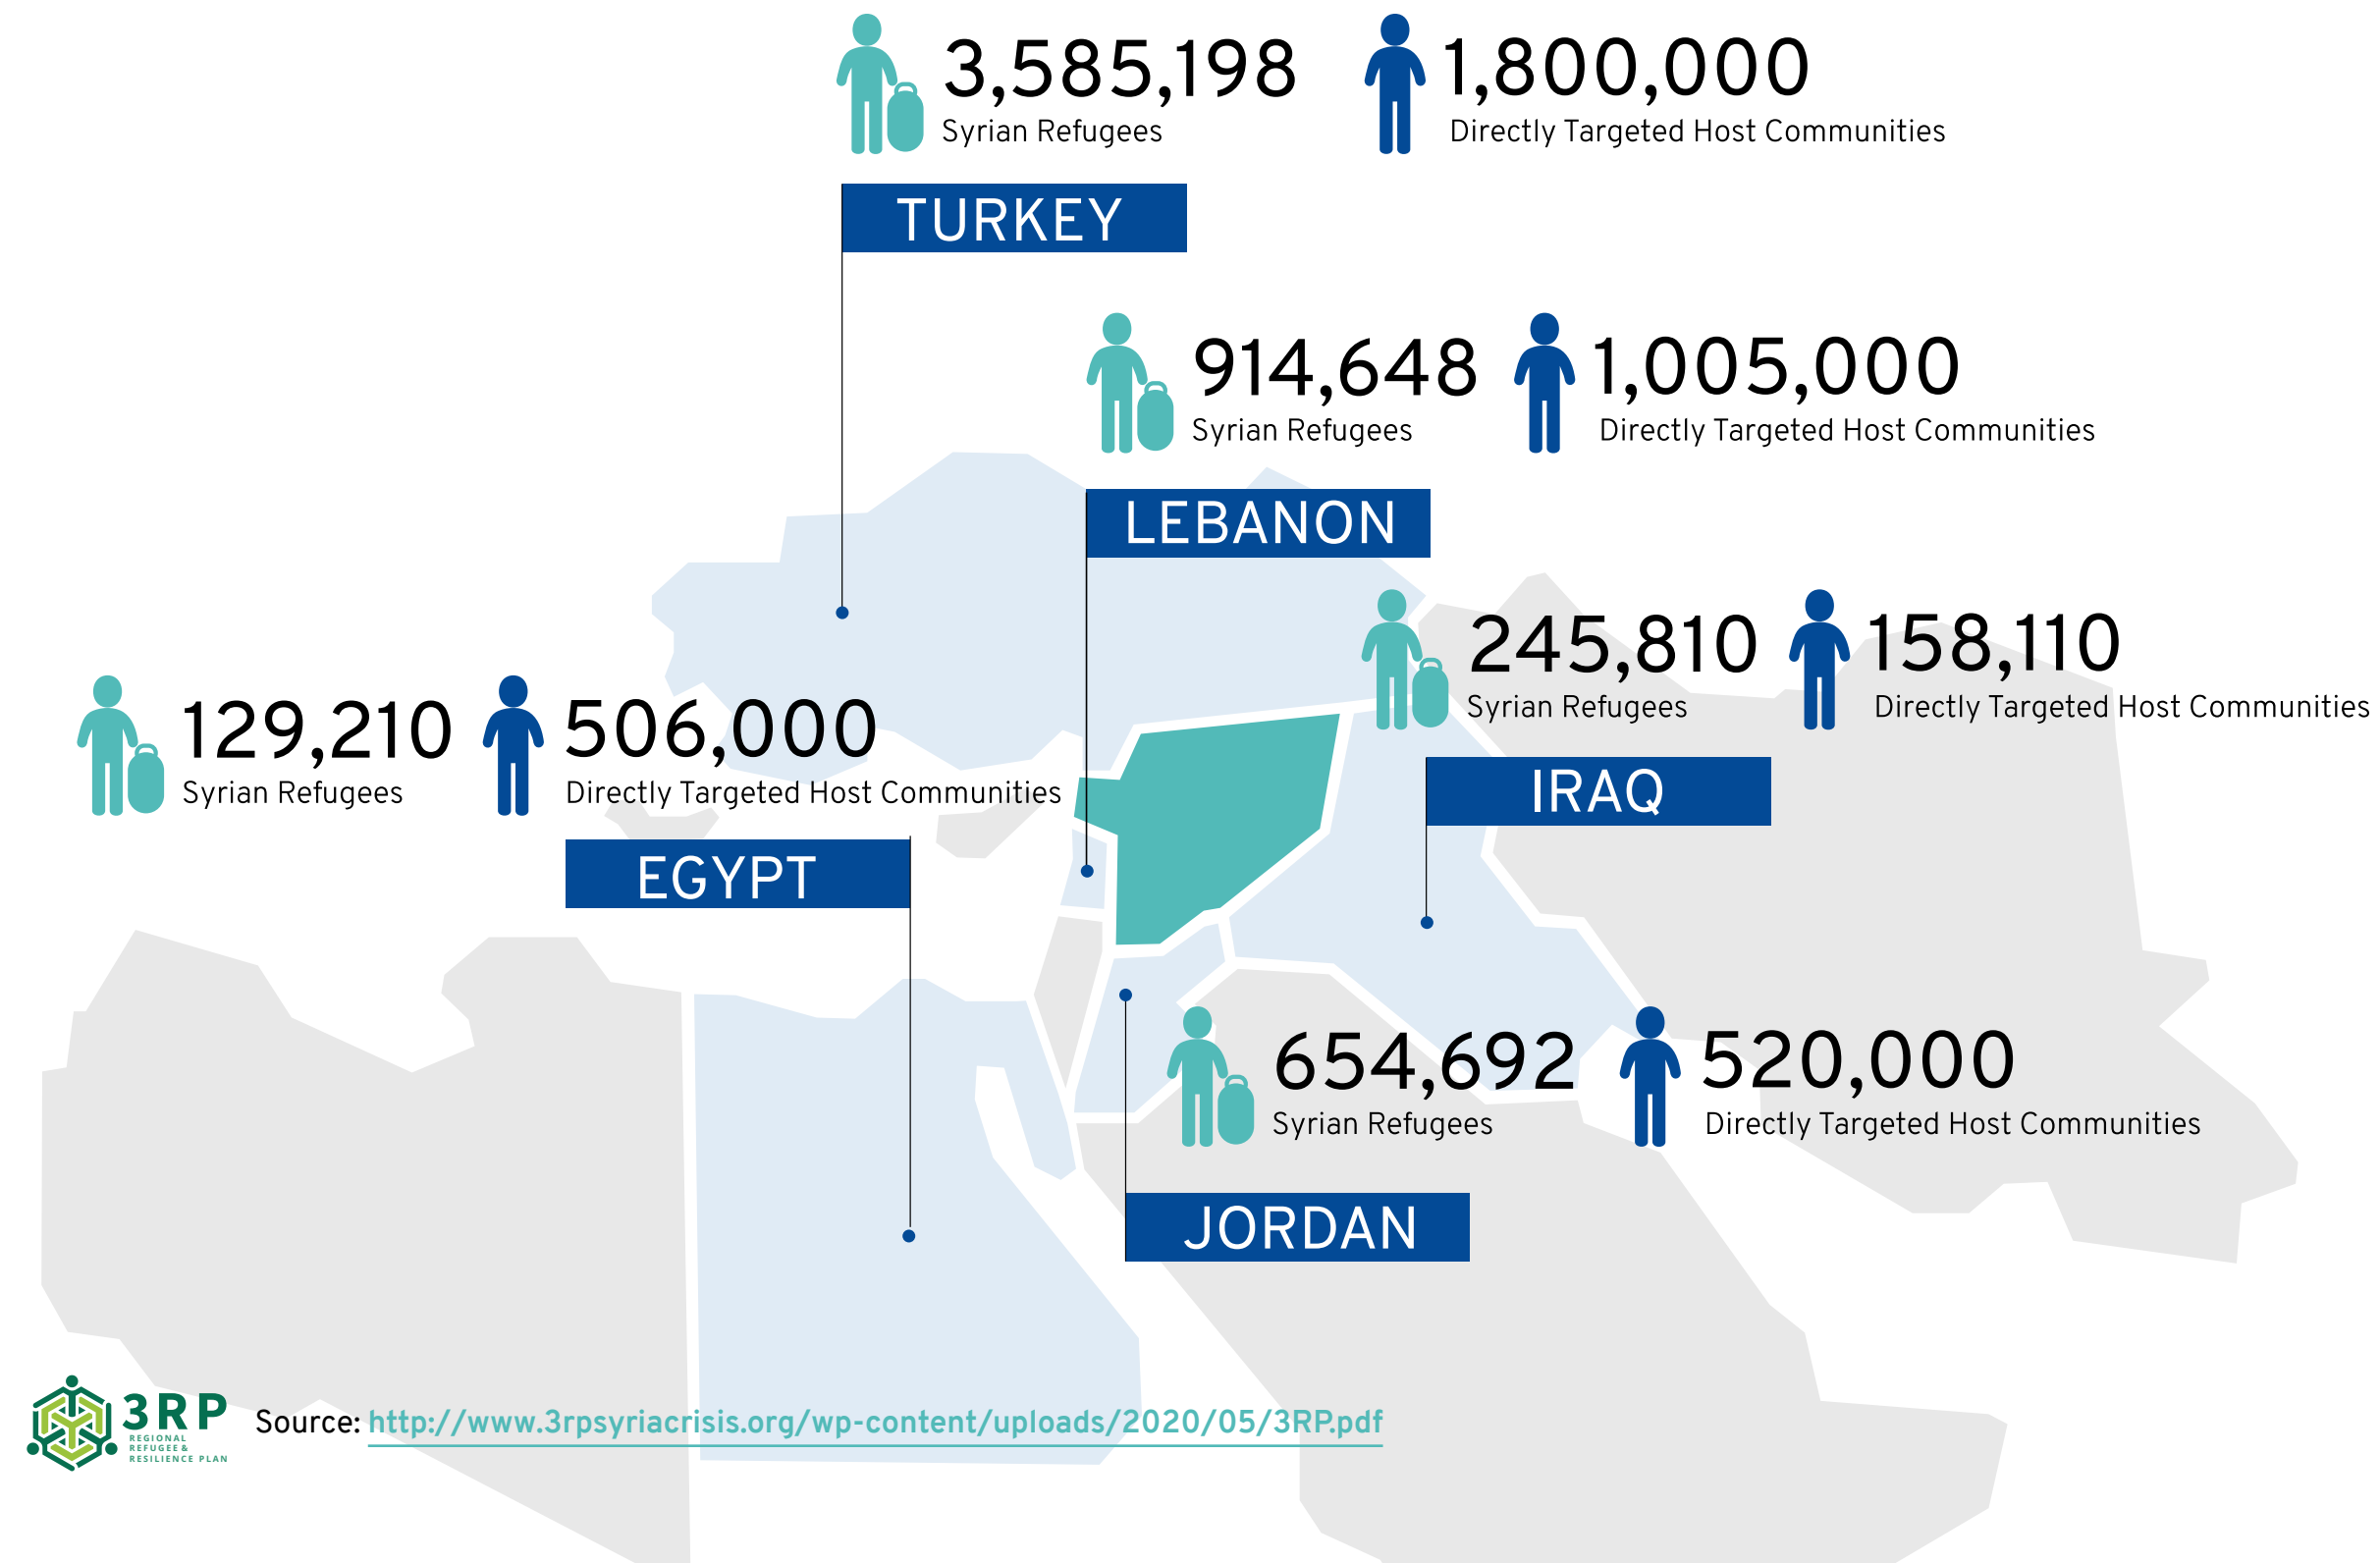 3,585,198
Syrian Refugees
1,800,000
Directly Targeted Host Communities
TURKEY
914,648
Syrian Refugees
1,005,000
Directly Targeted Host Communities
LEBANON
245,810
Syrian Refugees
158,110
Directly Targeted Host Communities
IRAQ
129,210
Syrian Refugees
506,000
Directly Targeted Host Communities
EGYPT
654,692
Syrian Refugees
520,000
Directly Targeted Host Communities
JORDAN
3RP
REGIONAL
REFUGEE &
RESILIENCE PLAN
Source: http://www.3rpsyriacrisis.org/wp-content/uploads/2020/05/3RP.pdf